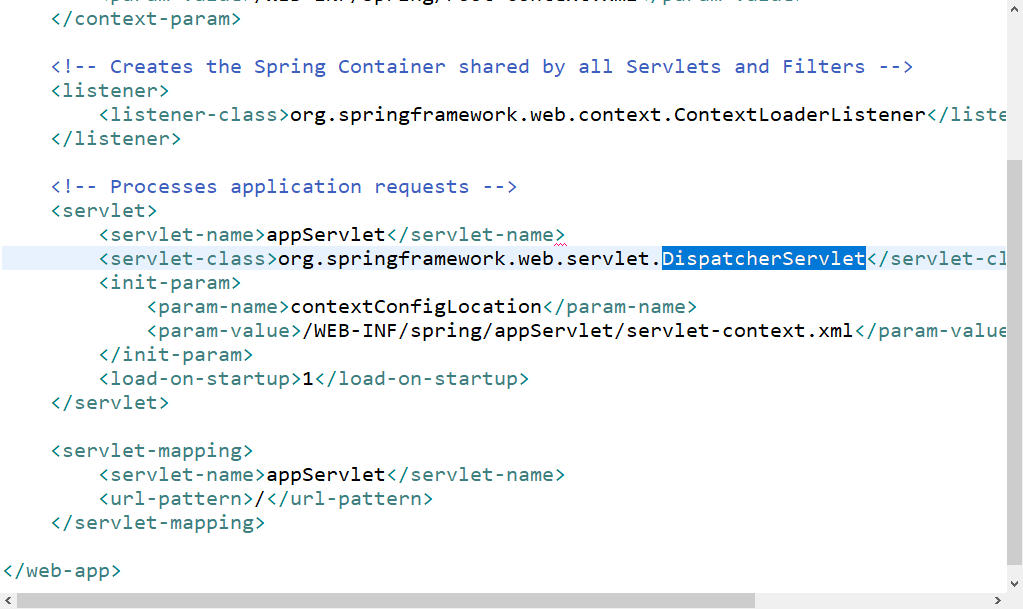 </context-param>
<!-- Creates the Spring Container shared by all Servlets and Filters -->
<listener>
<listener-class>org.springframework.web.context.ContextLoaderListener</liste
</listener>
<!-- Processes application requests -->
<servlet>
<servlet-name>appServlet</servlet-name>
<servlet-class>org.springframework.web.servlet.DispatcherServlet</servlet-cl
<init-param>
<param-name>contextConfigLocation</param-name>
<param-value>/WEB-INF/spring/appServlet/servlet-context.xml</param-value
</init-param>
<load-on-startup>1</load-on-startup>
</servlet>
<servlet-mapping>
<servlet-name>appServlet</servlet-name>
<url-pattern>/</url-pattern>
</servlet-mapping>
</web-app>